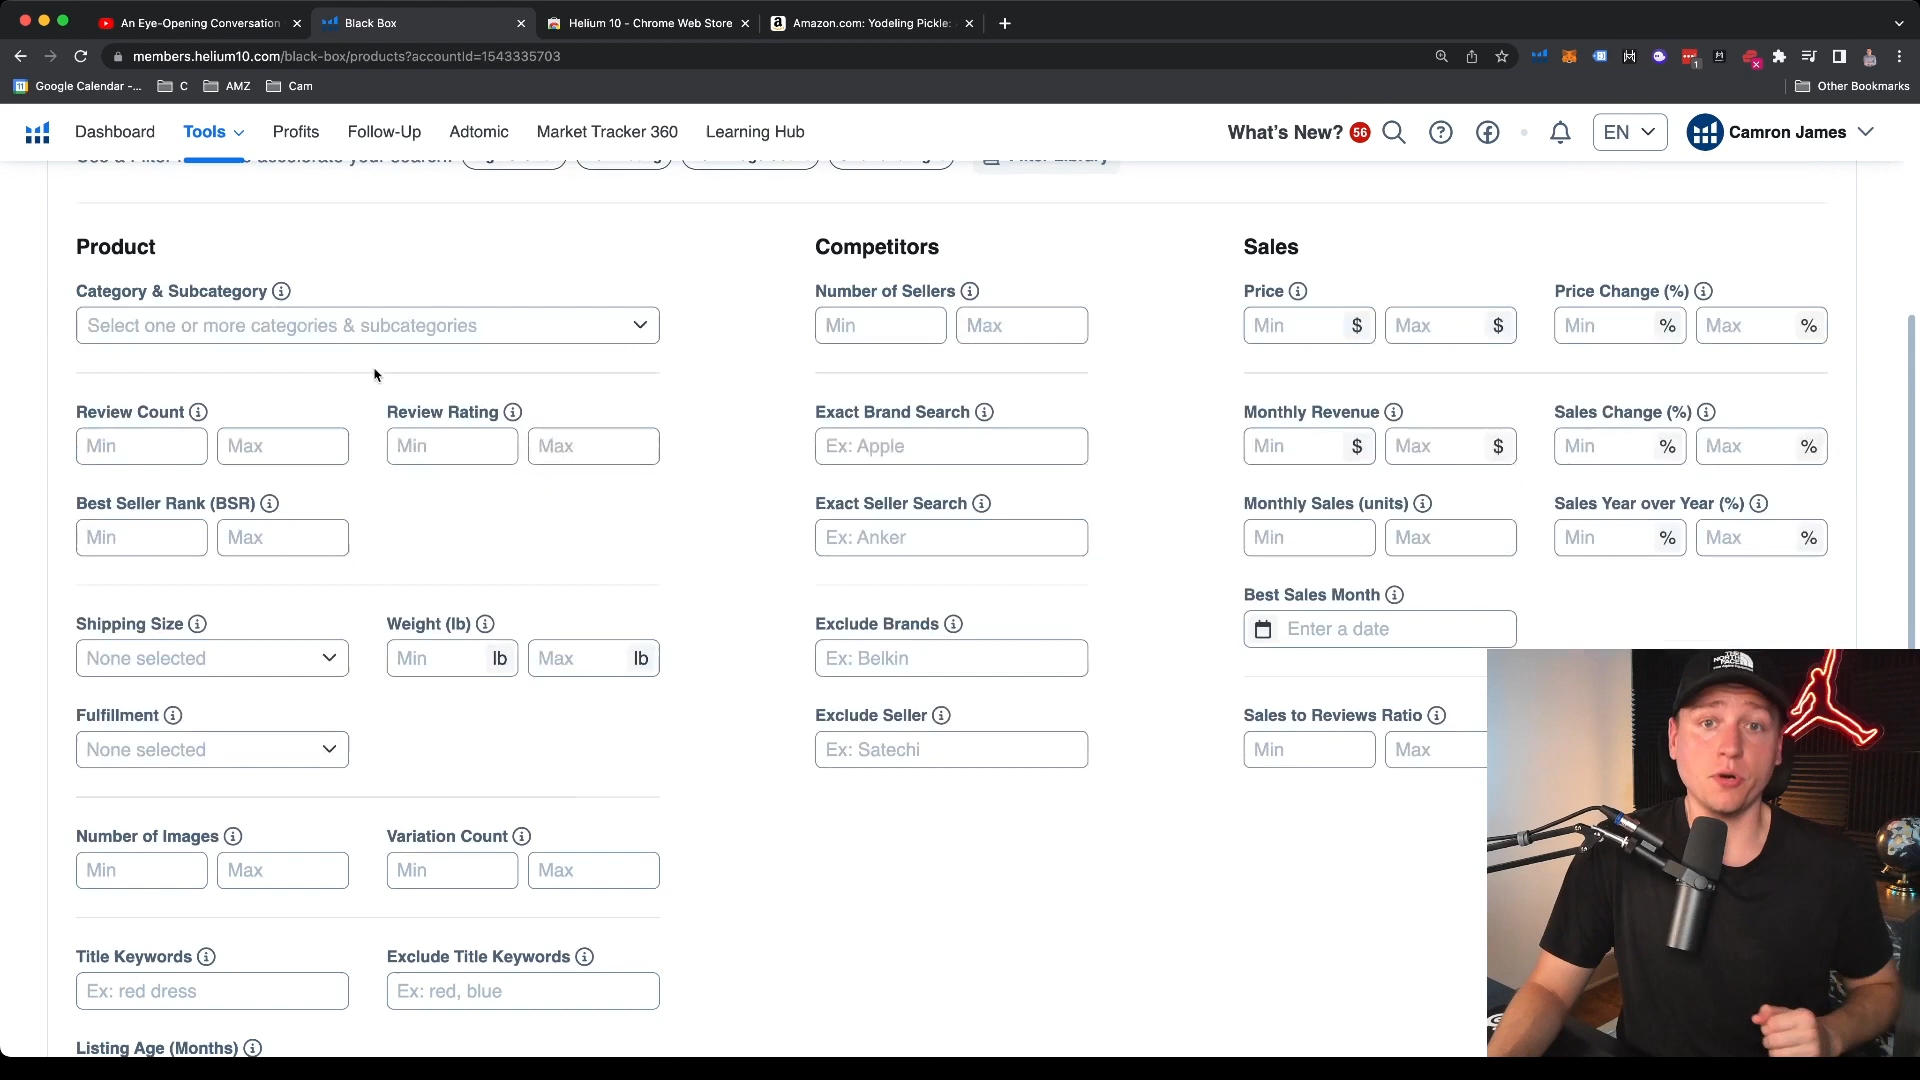 An Eye-Opening Conversation
Black Box
Helium 10 - Chrome Web Store
Amazon.com: Yodeling Pickle:
members.helium10.com/black-box/products?accountId=1543335703
Google Calendar -...
C
AMZ
Cam
Other Bookmarks
Dashboard
Tools
Profits
Follow-Up
Adtomic
Market Tracker 360
Learning Hub
What's New? 56
EN
Camron James
Product
Competitors
Sales
Category & Subcategory
Number of Sellers
Price
Price Change (%)
Select one or more categories & subcategories
Min
Max
Min $
Max $
Min %
Max %
Review Count
Review Rating
Exact Brand Search
Monthly Revenue
Sales Change (%)
Min
Max
Min
Max
Ex: Apple
Min $
Max $
Min %
Max %
Best Seller Rank (BSR)
Exact Seller Search
Monthly Sales (units)
Sales Year over Year (%)
Min
Max
Ex: Anker
Min
Max
Min %
Max %
Best Sales Month
Enter a date
Shipping Size
Weight (lb)
Exclude Brands
None selected
Min lb
Max lb
Ex: Belkin
Fulfillment
Exclude Seller
Sales to Reviews Ratio
None selected
Ex: Satechi
Min
Max
Number of Images
Variation Count
Min
Max
Min
Max
Title Keywords
Exclude Title Keywords
Ex: red dress
Ex: red, blue
Listing Age (Months)
THE
NORTH
FACE